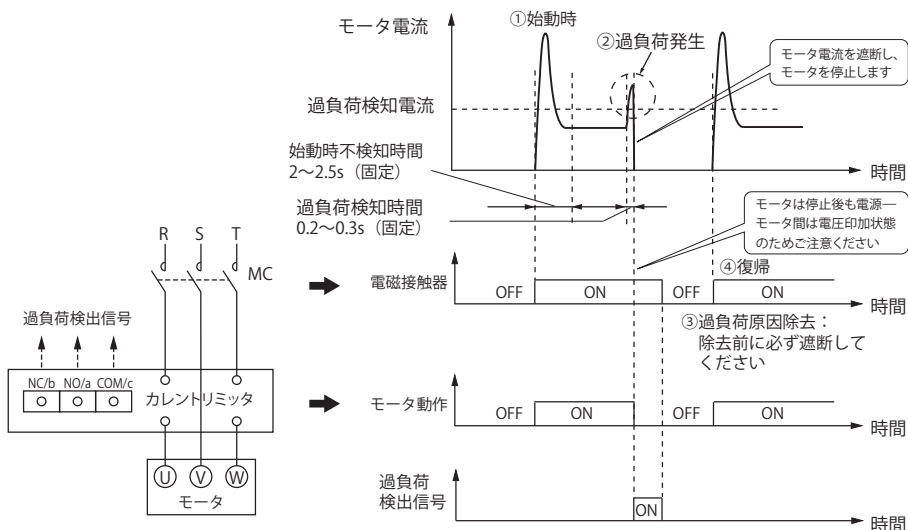 モータ電流
①始動時
②過負荷発生
モータ電流を遮断し、
モータを停止します
過負荷検知電流
時間
始動時不検知時間
2～2.5s（固定）
過負荷検知時間
0.2～0.3s（固定）
モータは停止後も電源―
モータ間は電圧印加状態
のためご注意ください
R S T
MC
電磁接触器
OFF ON OFF ON
④復帰
時間
③過負荷原因除去：
除去前に必ず遮断して
ください
過負荷検出信号
NC/b NO/a COM/c
カレントリミッタ
モータ動作
OFF ON OFF ON
時間
U V W
モータ
過負荷
検出信号
ON
時間